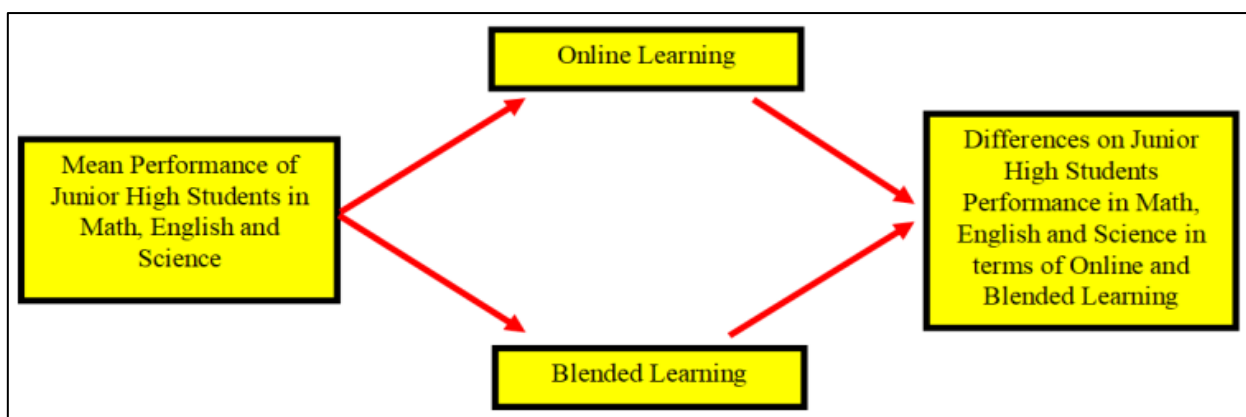 Online Learning
Mean Performance of
Junior High Students in
Math, English and
Science
Differences on Junior
High Students
Performance in Math,
English and Science in
terms of Online and
Blended Learning
Blended Learning